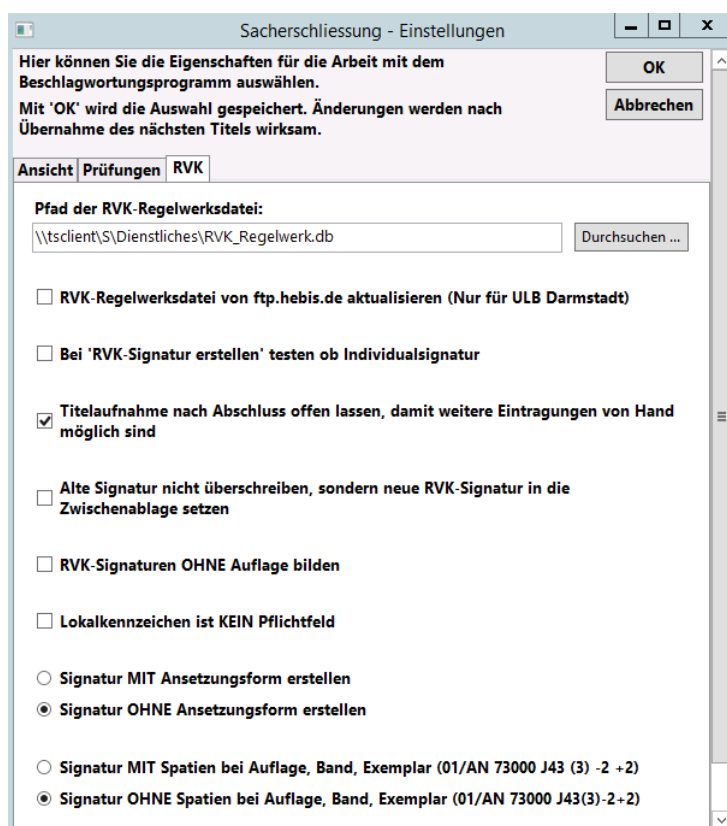 Sacherschliessung - Einstellungen
Hier können Sie die Eigenschaften für die Arbeit mit dem
Beschlagwortungsprogramm auswählen.
OK
Mit 'OK' wird die Auswahl gespeichert. Änderungen werden nach
Übernahme des nächsten Titels wirksam.
Abbrechen
Ansicht Prüfungen RVK
Pfad der RVK-Regelwerksdatei:
\\tsclient\S\Dienstliches\RVK_Regelwerk.db
Durchsuchen ...
RVK-Regelwerksdatei von ftp.hebis.de aktualisieren (Nur für ULB Darmstadt)
Bei 'RVK-Signatur erstellen' testen ob Individualsignatur
Titelaufnahme nach Abschluss offen lassen, damit weitere Eintragungen von Hand
möglich sind
Alte Signatur nicht überschreiben, sondern neue RVK-Signatur in die
Zwischenablage setzen
RVK-Signaturen OHNE Auflage bilden
Lokalkennzeichen ist KEIN Pflichtfeld
Signatur MIT Ansetzungsform erstellen
Signatur OHNE Ansetzungsform erstellen
Signatur MIT Spatien bei Auflage, Band, Exemplar (01/AN 73000 J43 (3) -2 +2)
Signatur OHNE Spatien bei Auflage, Band, Exemplar (01/AN 73000 J43(3)-2+2)